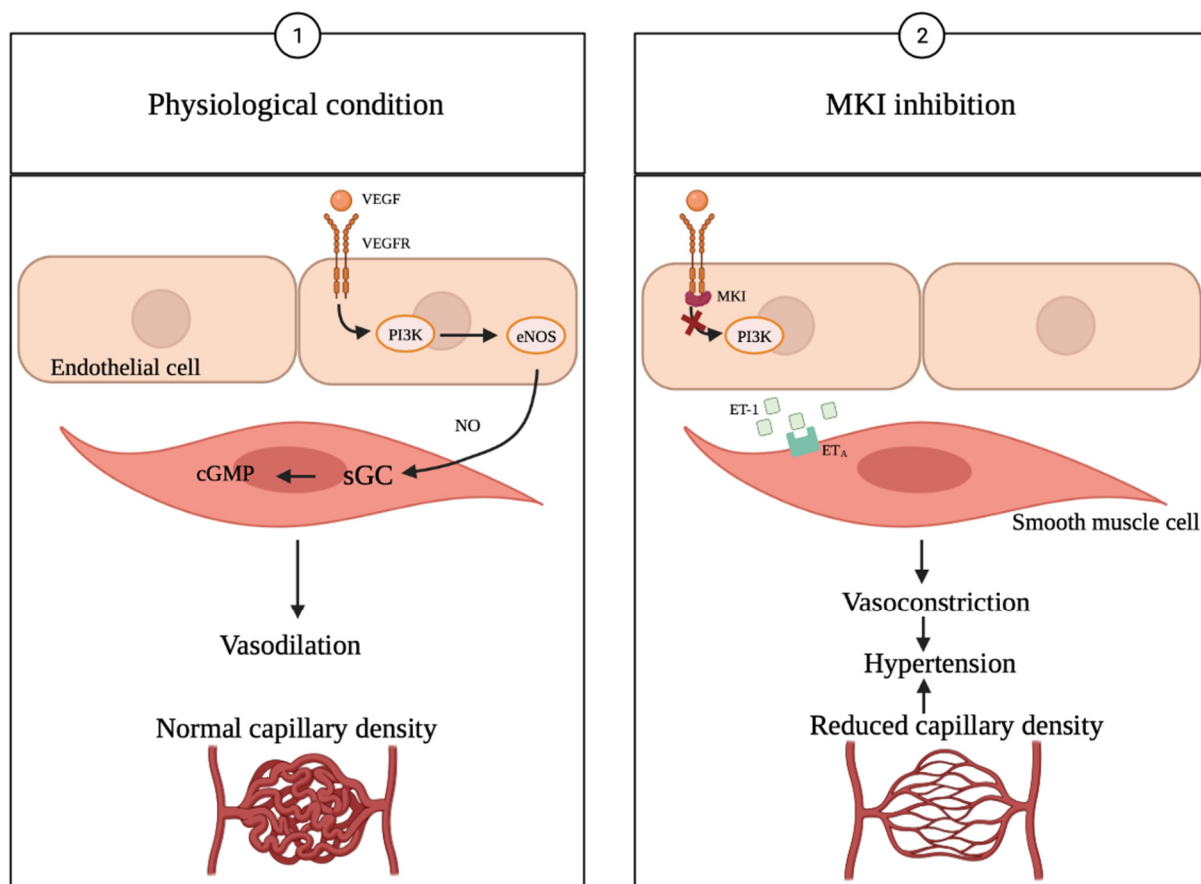 1
Physiological condition
VEGF
VEGFR
PI3K
eNOS
Endothelial cell
NO
cGMP
sGC
Vasodilation
Normal capillary density
2
MKI inhibition
MKI
PI3K
ET-1
ETA
Smooth muscle cell
Vasoconstriction
Hypertension
Reduced capillary density